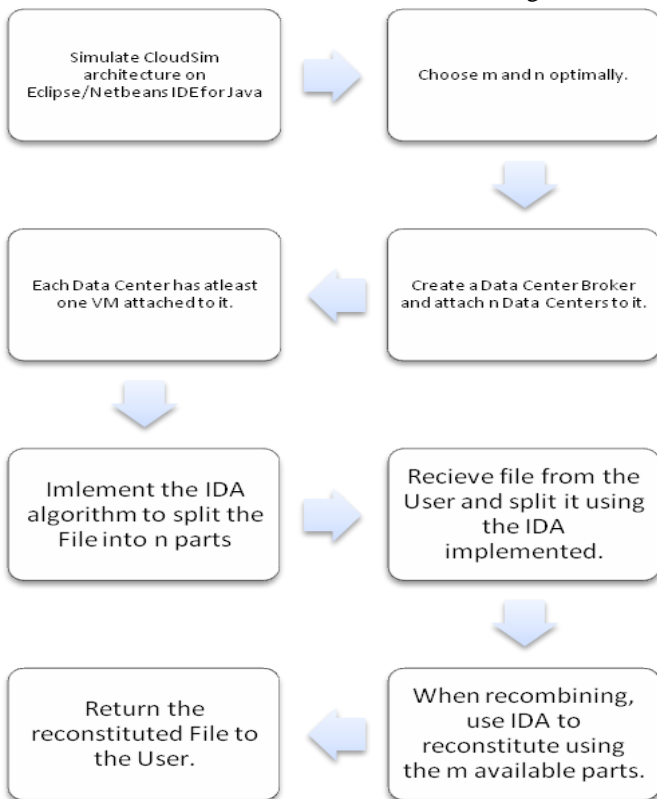 Simulate CloudSim
architecture on
Eclipse/Netbeans IDE for Java
Choose m and n optimally.
Create a Data Center Broker
and attach n Data Centers to it.
Each Data Center has atleast
one VM attached to it.
Imlement the IDA
algorithm to split the
File into n parts
Recieve file from the
User and split it using
the IDA
implemented.
When recombining,
use IDA to
reconstitute using
the m available parts.
Return the
reconstituted File to
the User.